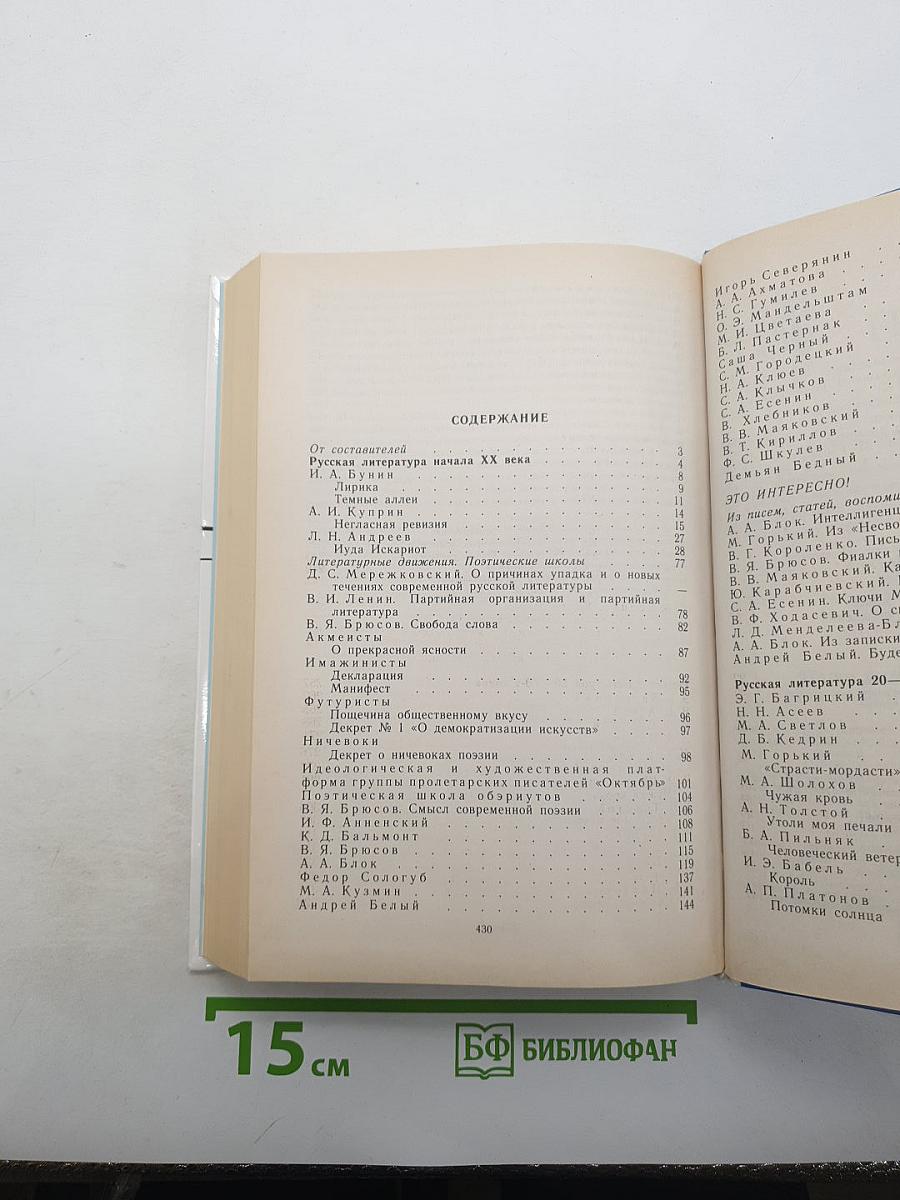 СОДЕРЖАНИЕ
От составителей . . . 3
Русская литература начала XX века . . . 4
И. А. Бунин . . . 8
Лирика . . . 9
Темные аллеи . . . 11
А. И. Куприн . . . 14
Негласная ревизия . . . 15
Л. Н. Андреев . . . 27
Иуда Искариот . . . 28
Литературные движения. Поэтические школы . . . 77
Д. С. Мережковский. О причинах упадка и о новых
течениях современной русской литературы . . . —
В. И. Ленин. Партийная организация и партийная
литература . . . 78
В. Я. Брюсов. Свобода слова . . . 82
Акмеисты
О прекрасной ясности . . . 87
Имажинисты
Декларация . . . 92
Манифест . . . 95
Футуристы
Пощечина общественному вкусу . . . 96
Декрет № 1 «О демократизации искусств» . . . 97
Ничевоки
Декрет о ничевоках поэзии . . . 98
Идеологическая и художественная плат-
форма группы пролетарских писателей «Октябрь» 101
Поэтическая школа обэриутов . . . 104
В. Я. Брюсов. Смысл современной поэзии . . . 106
И. Ф. Анненский . . . 108
К. Д. Бальмонт . . . 111
В. Я. Брюсов . . . 115
А. А. Блок . . . 119
Федор Сологуб . . . 137
М. А. Кузмин . . . 141
Андрей Белый . . . 144
430
Игорь Северянин
А. А. Ахматова
Н. С. Гумилев
О. Э. Мандельштам
М. И. Цветаева
Б. Л. Пастернак
Саша Черный
С. М. Городецкий
Н. А. Клюев
С. А. Клычков
С. А. Есенин
В. Хлебников
В. В. Маяковский
В. Т. Кириллов
Ф. С. Шкулев
Демьян Бедный
ЭТО ИНТЕРЕСНО!
Из писем, статей, воспоми
А. А. Блок. Интеллигенц
М. Горький. Из «Несво
В. Г. Короленко. Пись
В. Я. Брюсов. Фиалки
В. В. Маяковский. Ка
Ю. Карабчиевский.
С. А. Есенин. Ключи М
В. Ф. Ходасевич. О с
Л. Д. Менделеева-Бл
А. А. Блок. Из записки
Андрей Белый. Буде
Русская литература 20—
Э. Г. Багрицкий
Н. Н. Асеев
М. А. Светлов
Д. Б. Кедрин
М. Горький
«Страсти-мордасти»
М. А. Шолохов
Чужая кровь
А. Н. Толстой
Утоли моя печали
Б. А. Пильняк
Человеческий ветер
И. Э. Бабель
Король
А. П. Платонов
Потомки солнца
15 см
БФ БИБЛИОФАН